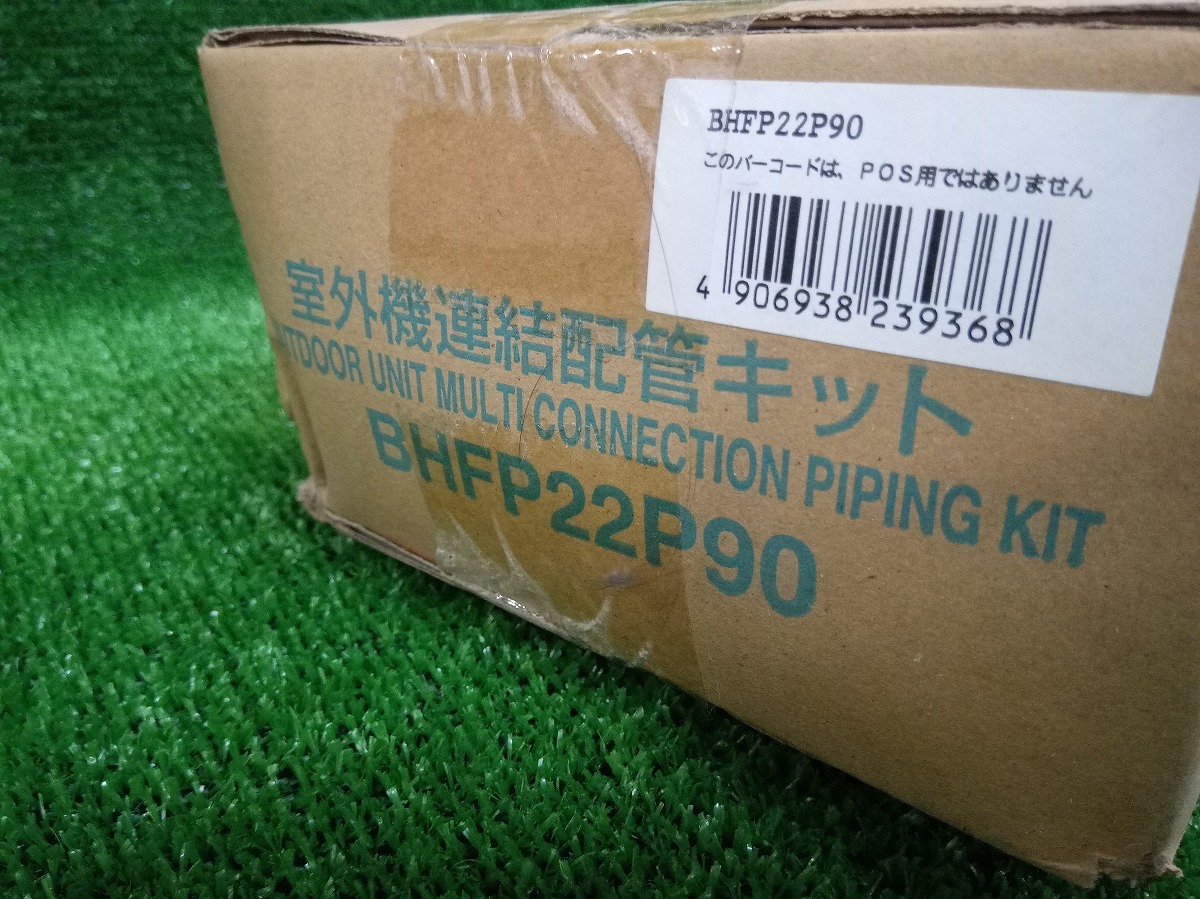 BHFP22P90
このバーコードは、POS用ではありません
4 906938 239368
室外機連結配管キット
UNIT MULTI CONNECTION PIPING KIT
BHFP22P90